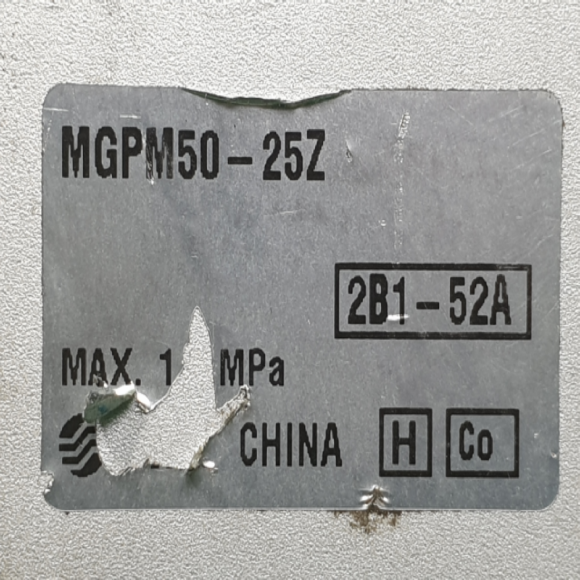 MGPM50-25Z
2B1-52A
MAX. 1 MPa
CHINA H Co